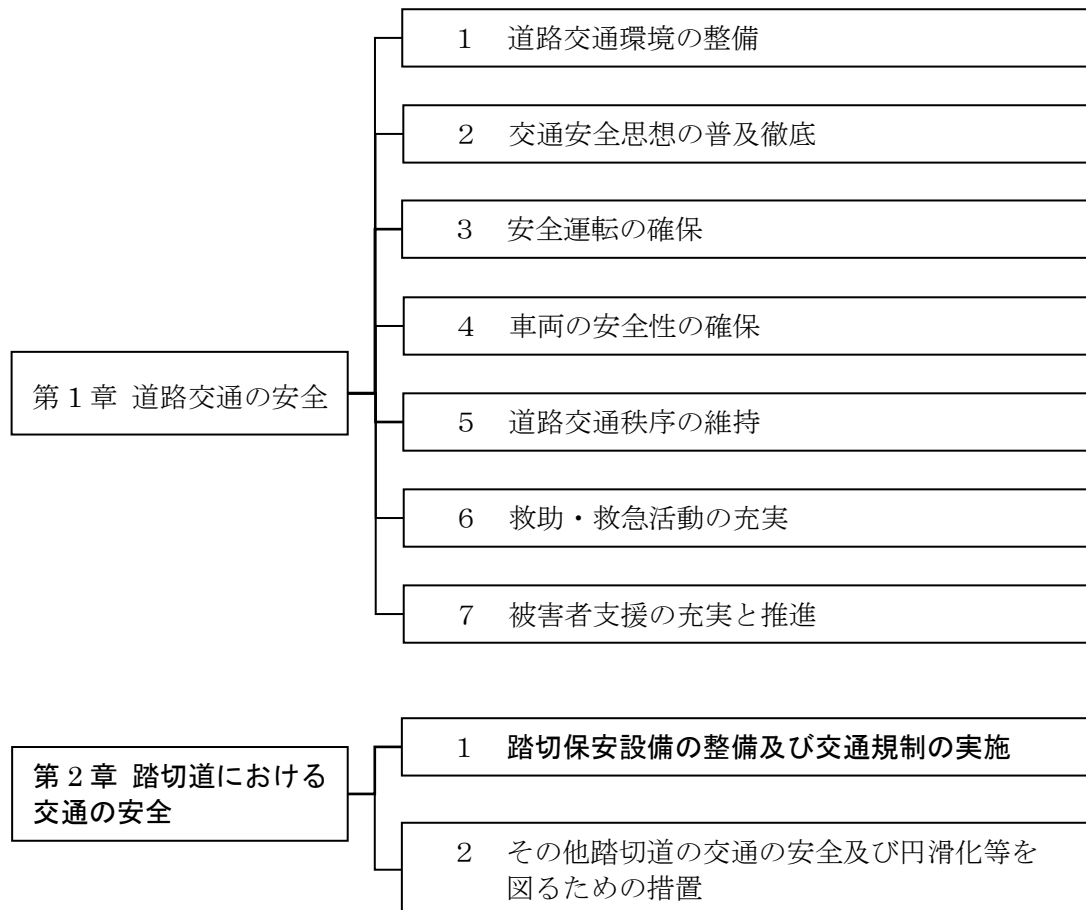 1 道路交通環境の整備
2 交通安全思想の普及徹底
3 安全運転の確保
4 車両の安全性の確保
第1章 道路交通の安全
5 道路交通秩序の維持
6 救助・救急活動の充実
7 被害者支援の充実と推進
第2章 踏切道における
交通の安全
1 踏切保安設備の整備及び交通規制の実施
2 その他踏切道の交通の安全及び円滑化等を
図るための措置